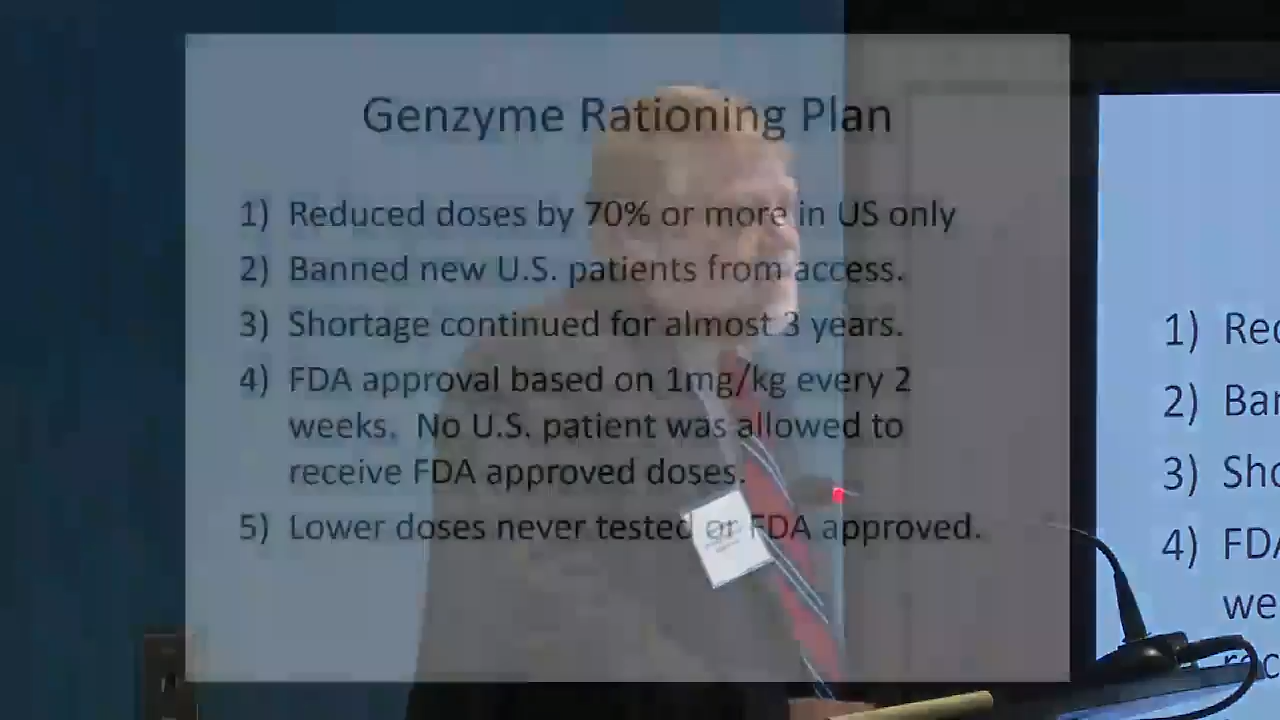 Genzyme Rationing Plan
1) Reduced doses by 70% or more in US only
2) Banned new U.S. patients from access.
3) Shortage continued for almost 3 years.
4) FDA approval based on 1mg/kg every 2
weeks. No U.S. patient was allowed to
receive FDA approved doses.
5) Lower doses never tested or FDA approved.
1) Red
2) Ban
3) Sho
4) FDA
we
rec